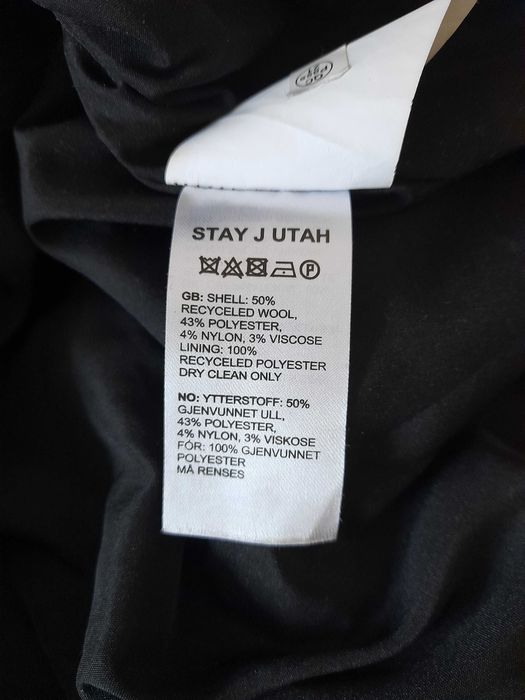 STAY J UTAH
P
GB: SHELL: 50%
RECYCELED WOOL,
43% POLYESTER,
4% NYLON, 3% VISCOSE
LINING: 100%
RECYCLED POLYESTER
DRY CLEAN ONLY
NO: YTTERSTOFF: 50%
GJENVUNNET ULL,
43% POLYESTER,
4% NYLON, 3% VISKOSE
FÓR: 100% GJENVUNNET
POLYESTER
MÅ RENSES